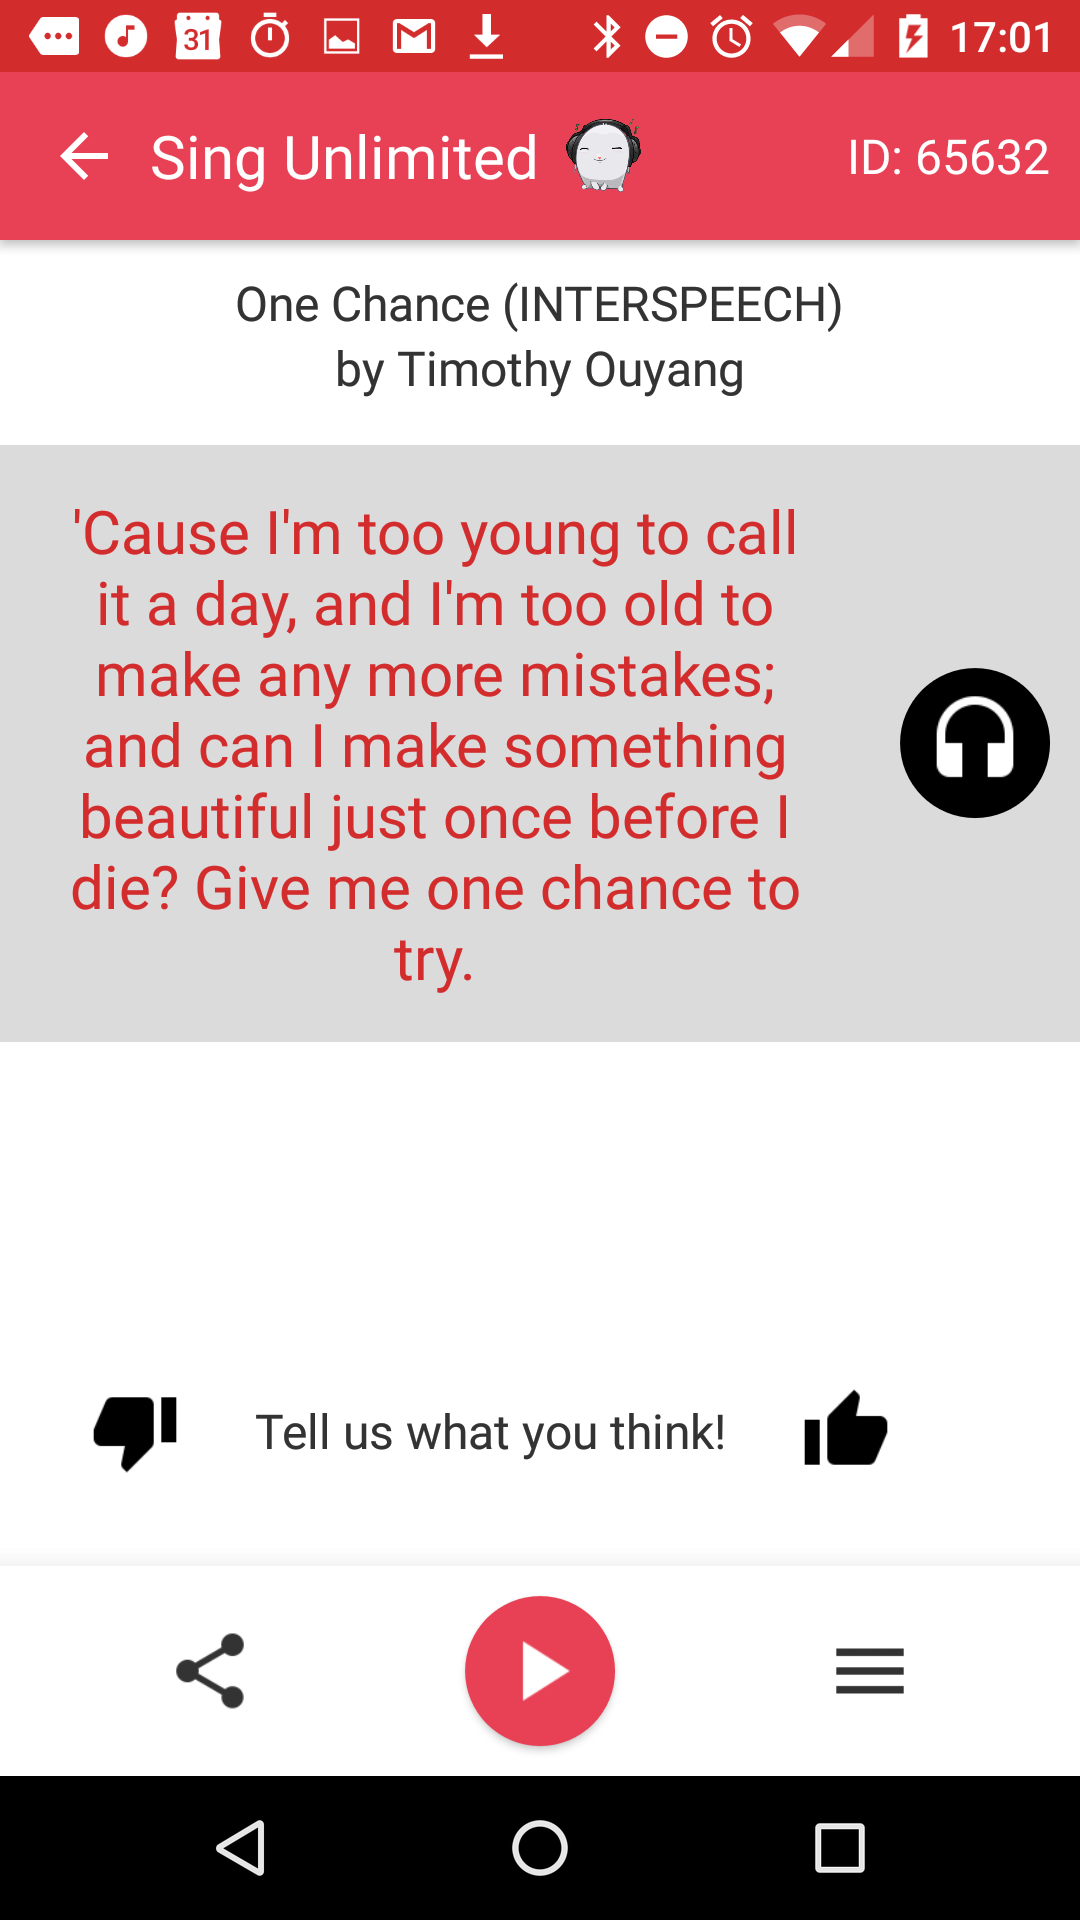 31 17:01
Sing Unlimited ID: 65632
One Chance (INTERSPEECH)
by Timothy Ouyang
'Cause I'm too young to call
it a day, and I'm too old to
make any more mistakes;
and can I make something
beautiful just once before I
die? Give me one chance to
try.
Tell us what you think!